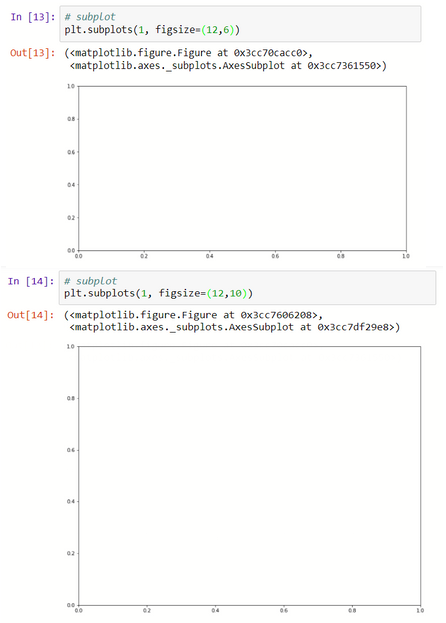 In [13]: # subplot
plt.subplots(1, figsize=(12,6))
Out[13]: (<matplotlib.figure.Figure at 0x3cc70cacc0>,
<matplotlib.axes._subplots.AxesSubplot at 0x3cc7361550>)
1.0
0.8
0.6
0.4
0.2
0.0
0.0 0.2 0.4 0.6 0.8 1.0
In [14]: # subplot
plt.subplots(1, figsize=(12,10))
Out[14]: (<matplotlib.figure.Figure at 0x3cc7606208>,
<matplotlib.axes._subplots.AxesSubplot at 0x3cc7df29e8>)
1.0
0.8
0.6
0.4
0.2
0.0
0.0 0.2 0.4 0.6 0.8 1.0